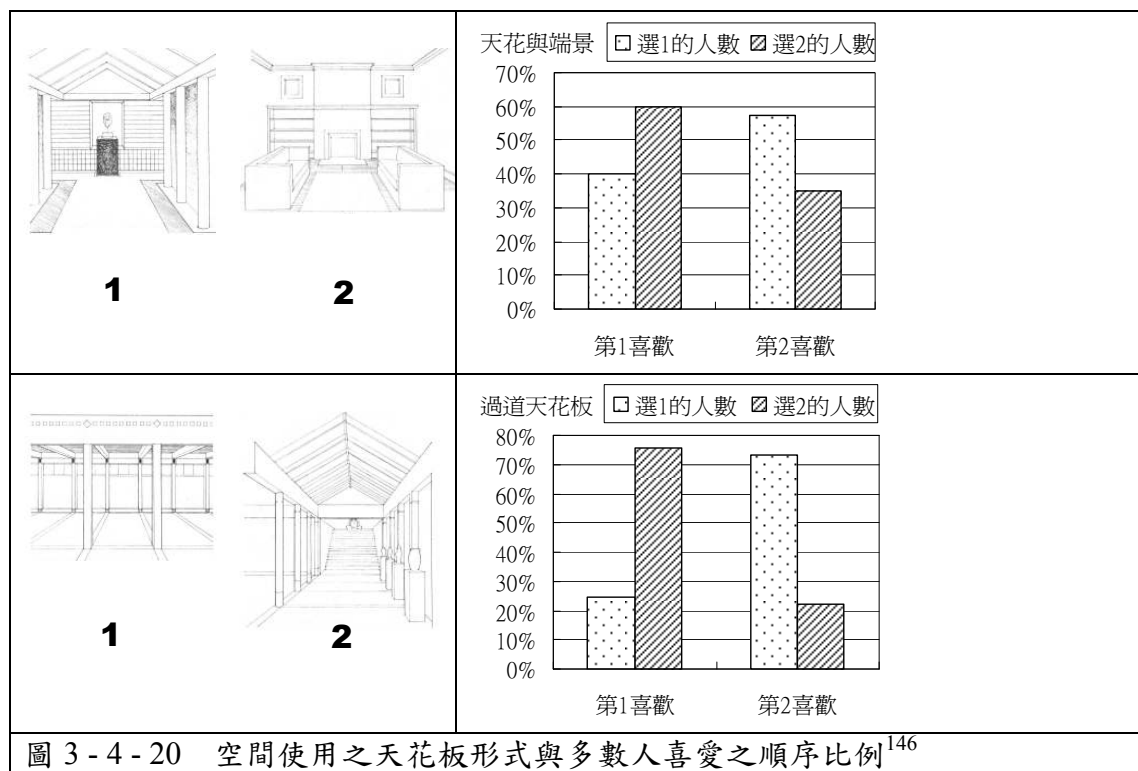 天花與端景
選1的人數 選2的人數
70%
60%
50%
40%
30%
20%
10%
0%
第1喜歡 第2喜歡
1 2
過道天花板
選1的人數 選2的人數
80%
70%
60%
50%
40%
30%
20%
10%
0%
第1喜歡 第2喜歡
1 2
圖 3 - 4 - 20 空間使用之天花板形式與多數人喜愛之順序比例146